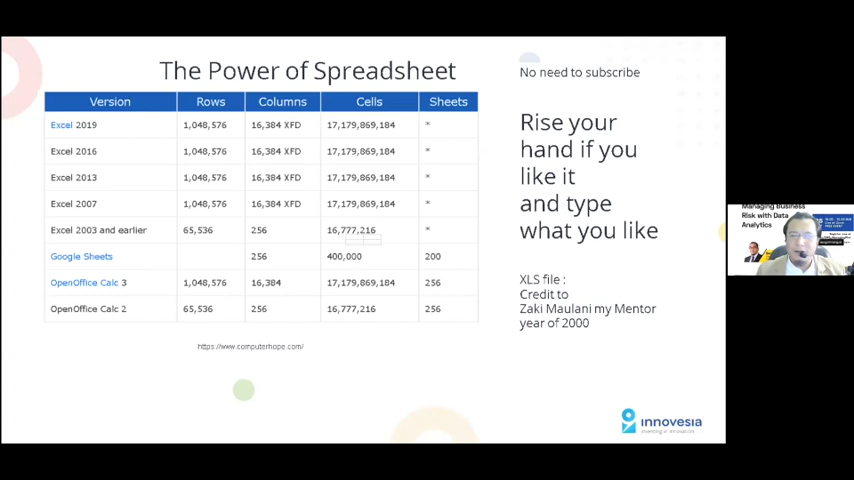 The Power of Spreadsheet
Version Rows Columns Cells Sheets
Excel 2019 1,048,576 16,384 XFD 17,179,869,184 *
Excel 2016 1,048,576 16,384 XFD 17,179,869,184 *
Excel 2013 1,048,576 16,384 XFD 17,179,869,184 *
Excel 2007 1,048,576 16,384 XFD 17,179,869,184 *
Excel 2003 and earlier 65,536 256 16,777,216 *
Google Sheets 256 400,000 200
OpenOffice Calc 3 1,048,576 16,384 17,179,869,184 256
OpenOffice Calc 2 65,536 256 16,777,216 256
https://www.computerhope.com/
No need to subscribe
Rise your
hand if you
like it
and type
what you like
XLS file :
Credit to
Zaki Maulani my Mentor
year of 2000
innovesia
investing in innovation
Managing Business
Risk with Data
Analytics